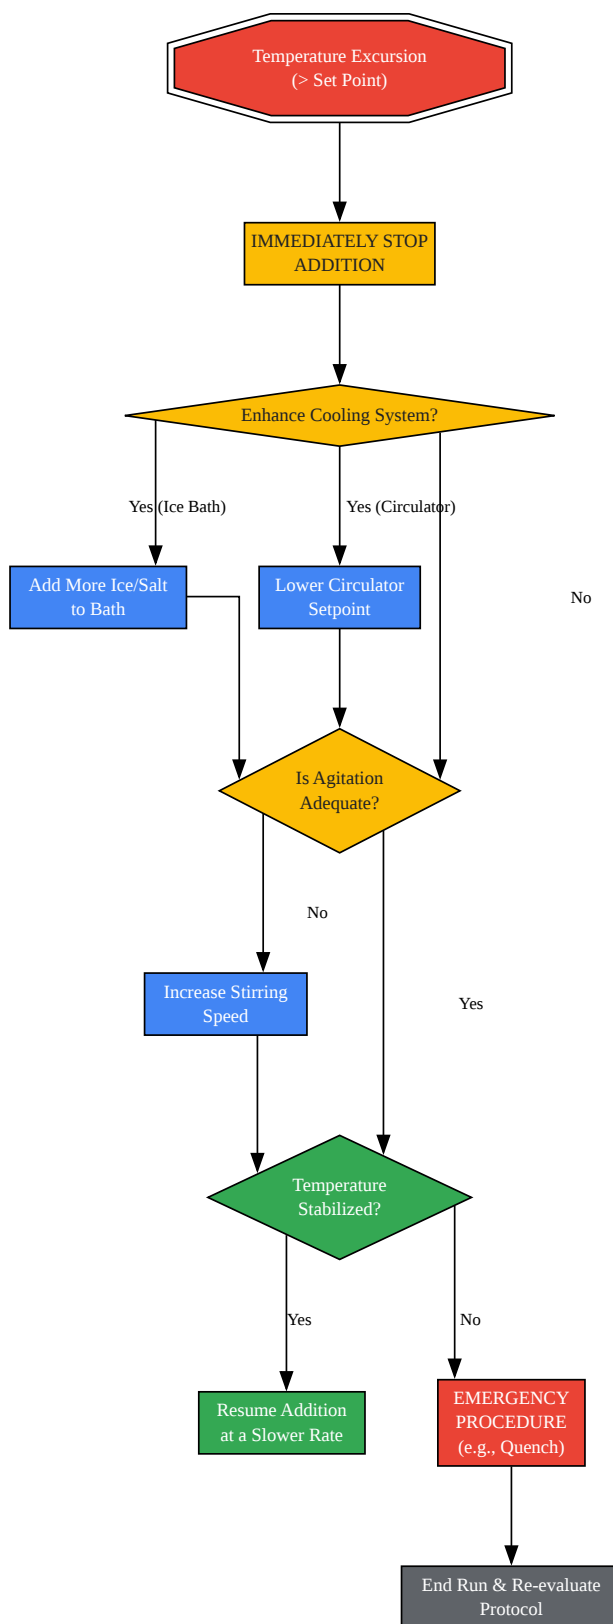 Temperature Excursion
(> Set Point)
IMMEDIATELY STOP
ADDITION
Enhance Cooling System?
Yes (Ice Bath)
Yes (Circulator)
No
Add More Ice/Salt
to Bath
Lower Circulator
Setpoint
Is Agitation
Adequate?
No
Increase Stirring
Speed
Yes
Temperature
Stabilized?
Yes
No
Resume Addition
at a Slower Rate
EMERGENCY
PROCEDURE
(e.g., Quench)
End Run & Re-evaluate
Protocol